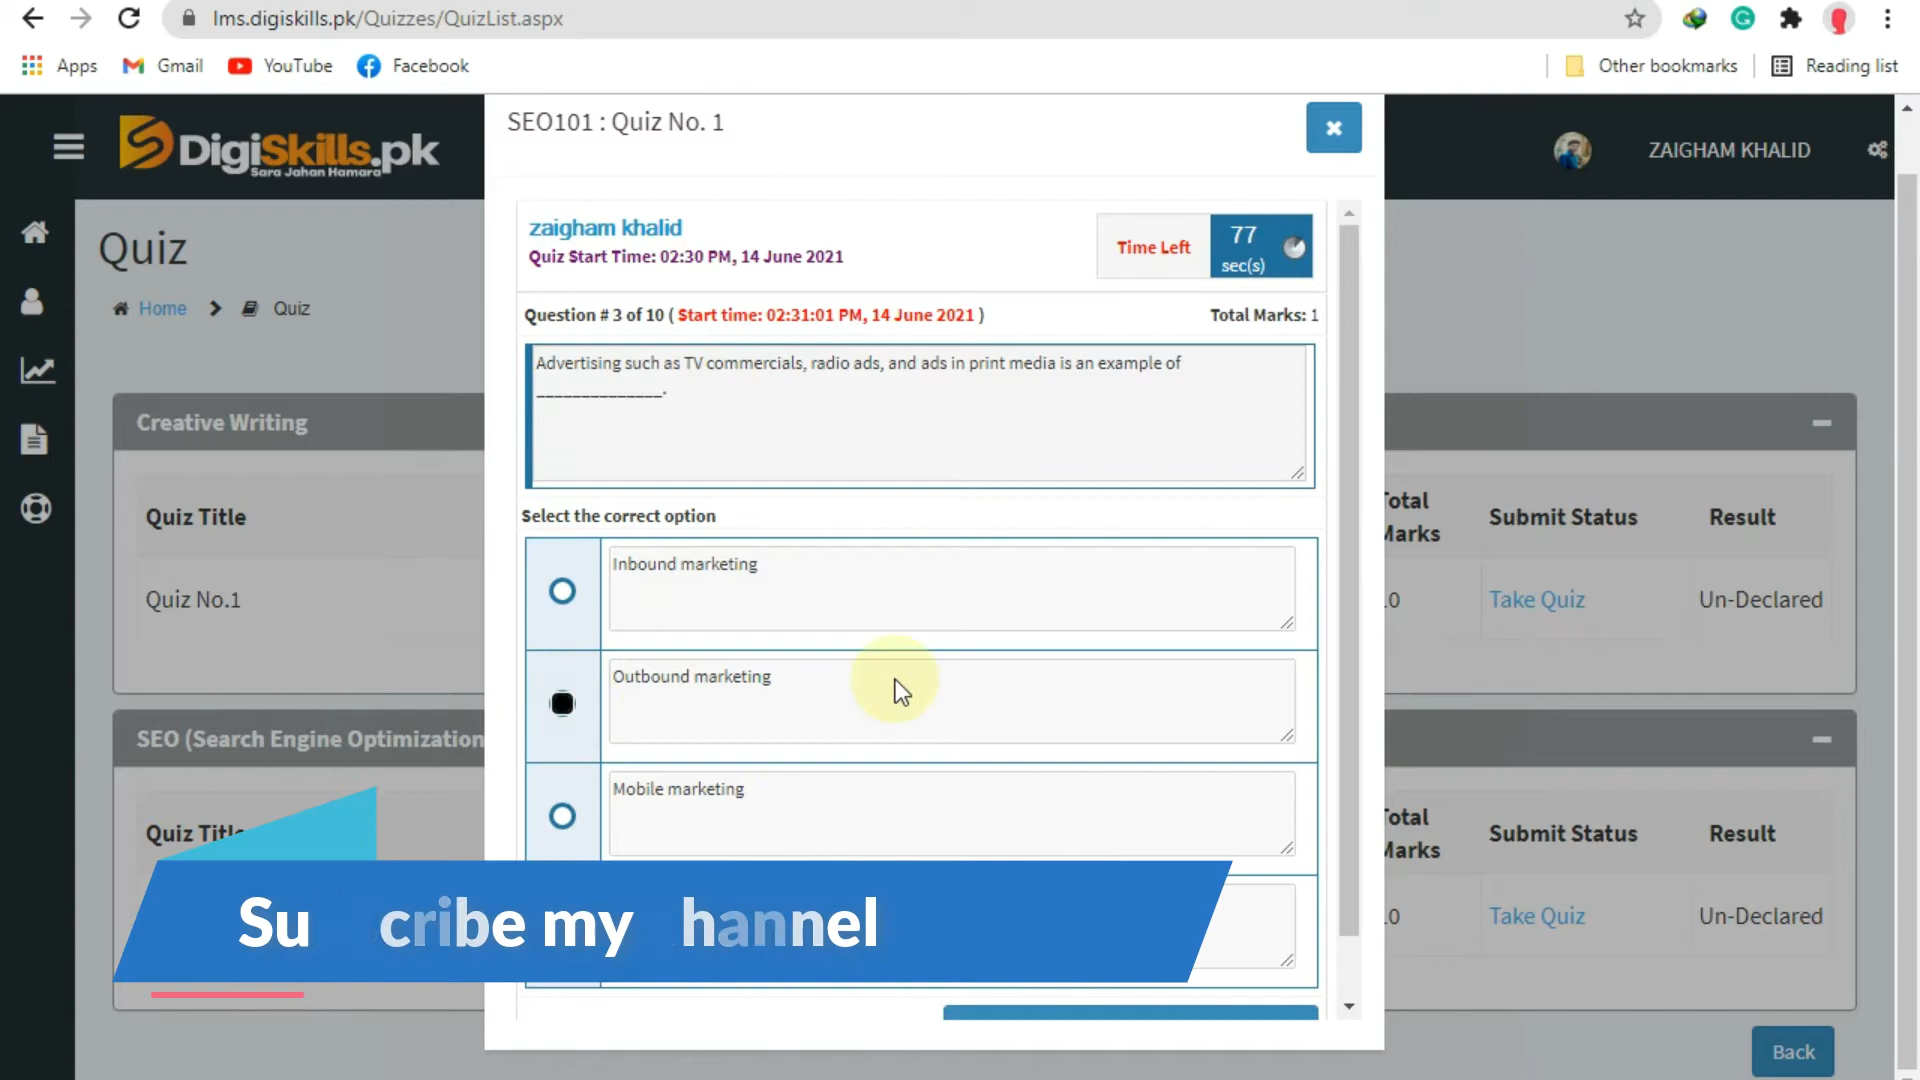 lms.digiskills.pk/Quizzes/QuizList.aspx
Apps
Gmail
YouTube
Facebook
Other bookmarks
Reading list
DigiSkills.pk
Sara Jahan Hamara
SEO101 : Quiz No. 1
ZAIGHAM KHALID
Quiz
Home
Quiz
zaigham khalid
Quiz Start Time: 02:30 PM, 14 June 2021
Time Left
77
sec(s)
Question # 3 of 10 ( Start time: 02:31:01 PM, 14 June 2021 )
Total Marks: 1
Advertising such as TV commercials, radio ads, and ads in print media is an example of
______________.
Select the correct option
Inbound marketing
Outbound marketing
Mobile marketing
Creative Writing
Quiz Title
Total
Marks
Submit Status
Result
Quiz No.1
Take Quiz
Un-Declared
SEO (Search Engine Optimization
Quiz Title
Total
Marks
Submit Status
Result
Take Quiz
Un-Declared
Su cribe my hannel
Back